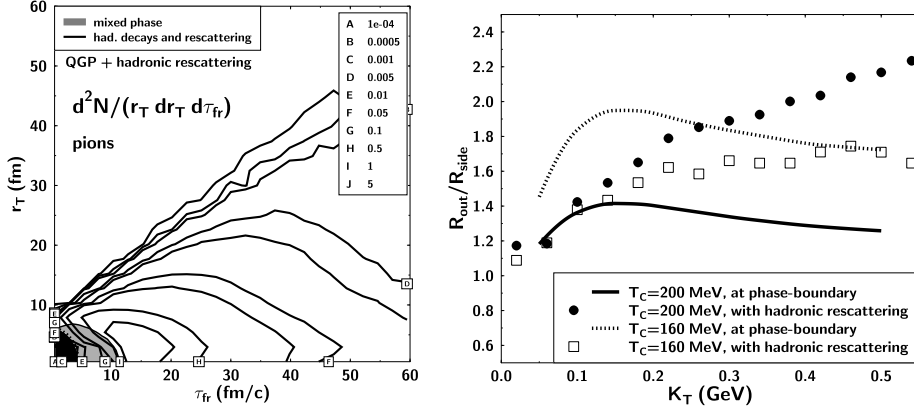 mixed phase
had. decays and rescattering
QGP + hadronic rescattering
d²N/(r_T dr_T dτ_fr)
pions
A 1e-04
B 0.0005
C 0.001
D 0.005
E 0.01
F 0.05
G 0.1
H 0.5
I 1
J 5
r_T (fm)
60
50
40
30
20
10
E
G
F
D
A C E G I H F
10 20 30 40 50 60
τ_fr (fm/c)
R_out/R_side
2.4
2.2
2.0
1.8
1.6
1.4
1.2
1.0
0.8
0.6
T_C=200 MeV, at phase-boundary
T_C=200 MeV, with hadronic rescattering
T_C=160 MeV, at phase-boundary
T_C=160 MeV, with hadronic rescattering
0.0 0.1 0.2 0.3 0.4 0.5
K_T (GeV)